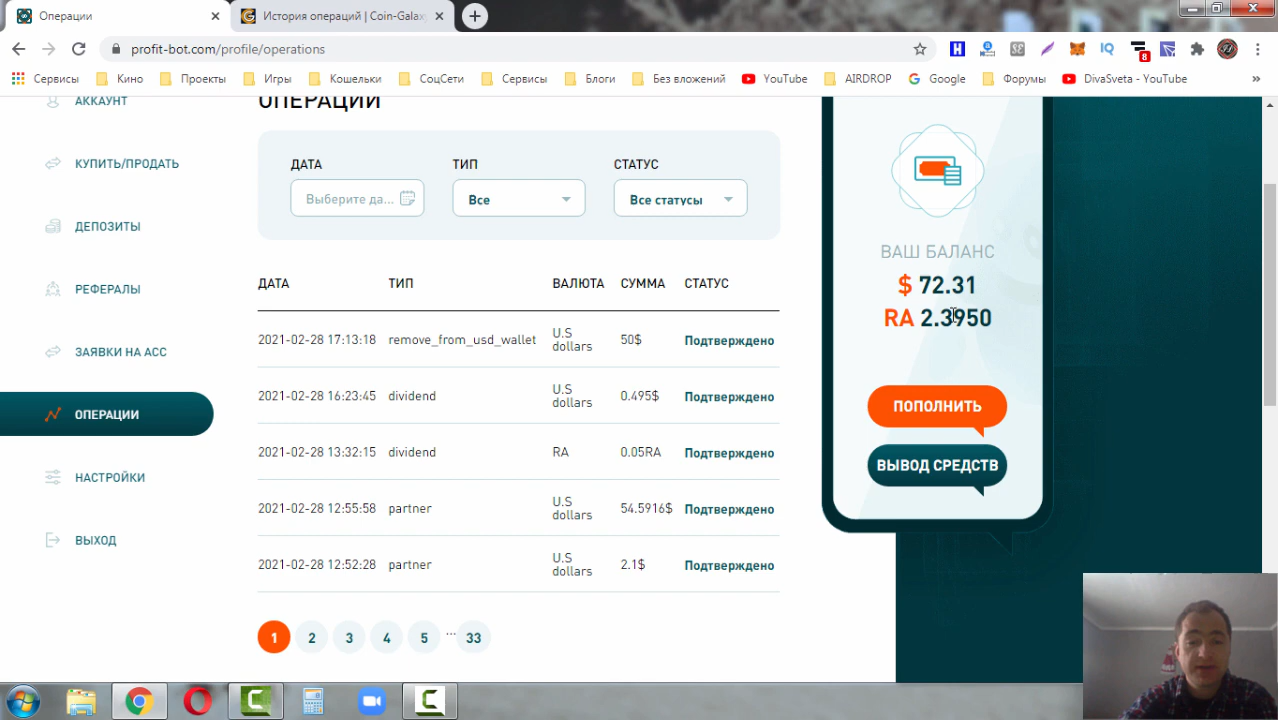 Операции
История операций | Coin-Galax
profit-bot.com/profile/operations
Сервисы
Кино
Проекты
Игры
Кошельки
СоцСети
Сервисы
Блоги
Без вложений
YouTube
AIRDROP
Google
Форумы
DivaSveta - YouTube
»
8
АККАУНТ
КУПИТЬ/ПРОДАТЬ
ДЕПОЗИТЫ
РЕФЕРАЛЫ
ЗАЯВКИ НА АСС
ОПЕРАЦИИ
НАСТРОЙКИ
ВЫХОД
ОПЕРАЦИИ
ДАТА ТИП СТАТУС
Выберите да... Все Все статусы
ДАТА ТИП ВАЛЮТА СУММА СТАТУС
2021-02-28 17:13:18 remove_from_usd_wallet U.S dollars 50$ Подтверждено
2021-02-28 16:23:45 dividend U.S dollars 0.495$ Подтверждено
2021-02-28 13:32:15 dividend RA 0.05RA Подтверждено
2021-02-28 12:55:58 partner U.S dollars 54.5916$ Подтверждено
2021-02-28 12:52:28 partner U.S dollars 2.1$ Подтверждено
1 2 3 4 5 ... 33
ВАШ БАЛАНС
$ 72.31
RA 2.3950
ПОПОЛНИТЬ
ВЫВОД СРЕДСТВ